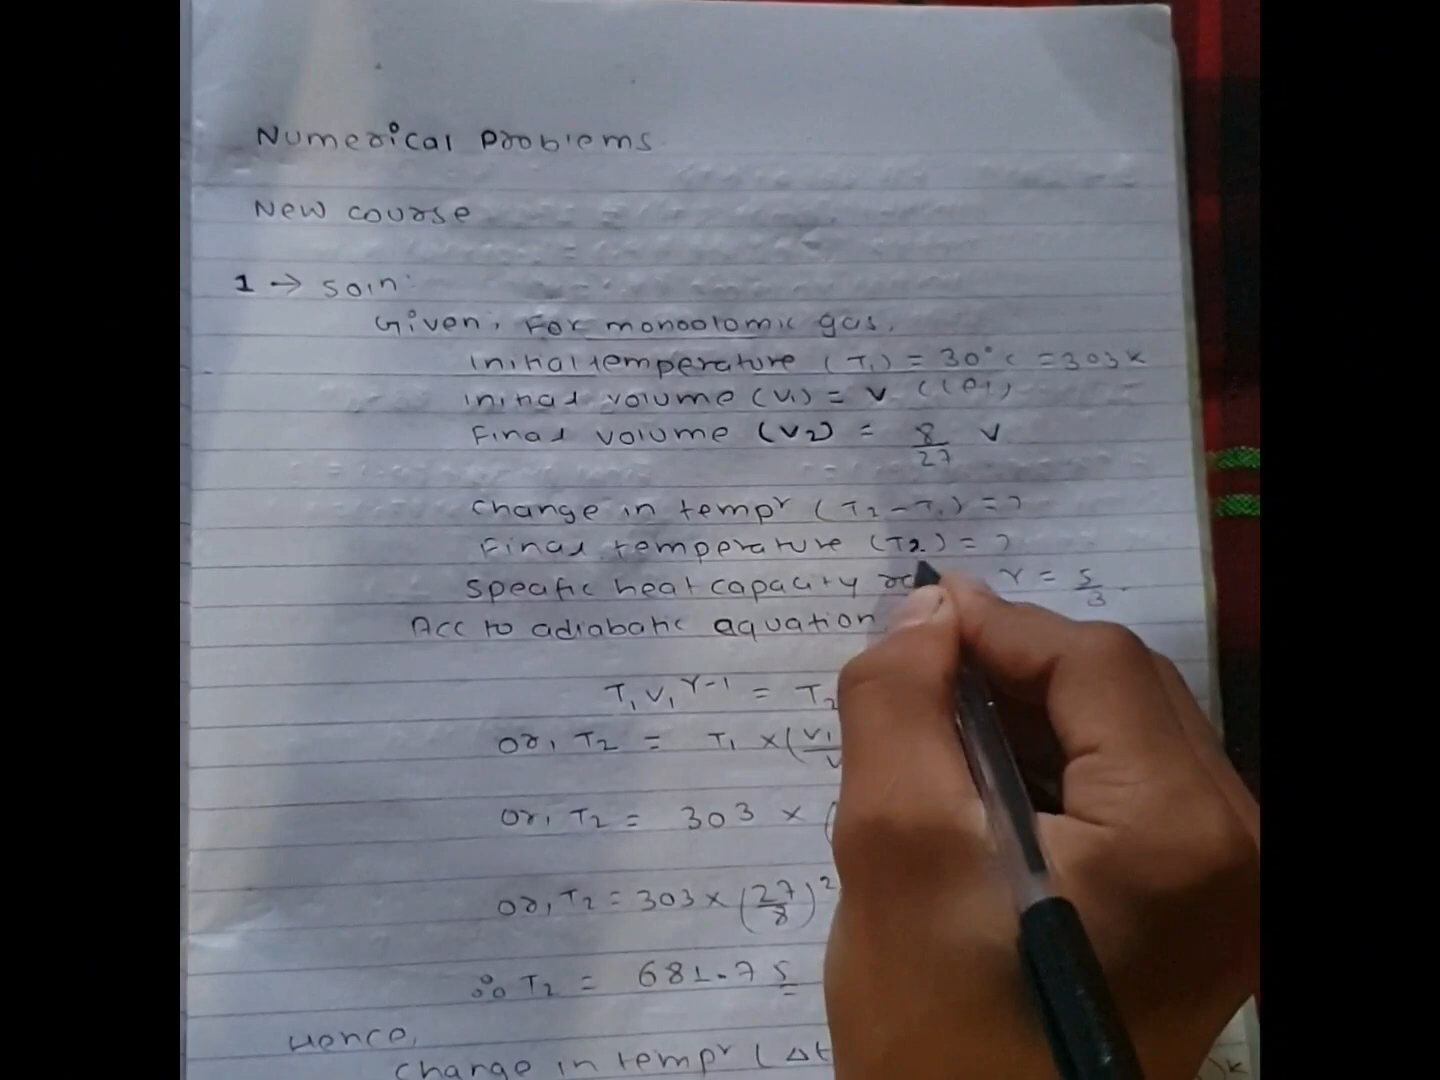 Numerical Problems
New course
1 → Soln:
Given, For monoatomic gas,
Initial temperature (T₁) = 30°c = 303K
Initial volume (V₁) = V (let)
Final volume (V₂) = 8/27 V
Change in tempr (T₂ - T₁) = ?
Final temperature (T₂) = ?
Specific heat capacity γ = 5/3.
Acc to adiabatic equation
T₁ V₁^γ-1 = T₂
or, T₂ = T₁ × (V₁
or, T₂ = 303 × (
or, T₂ = 303 × (27/8)²
∴ T₂ = 681.75
Hence,
Change in tempr (Δt )K